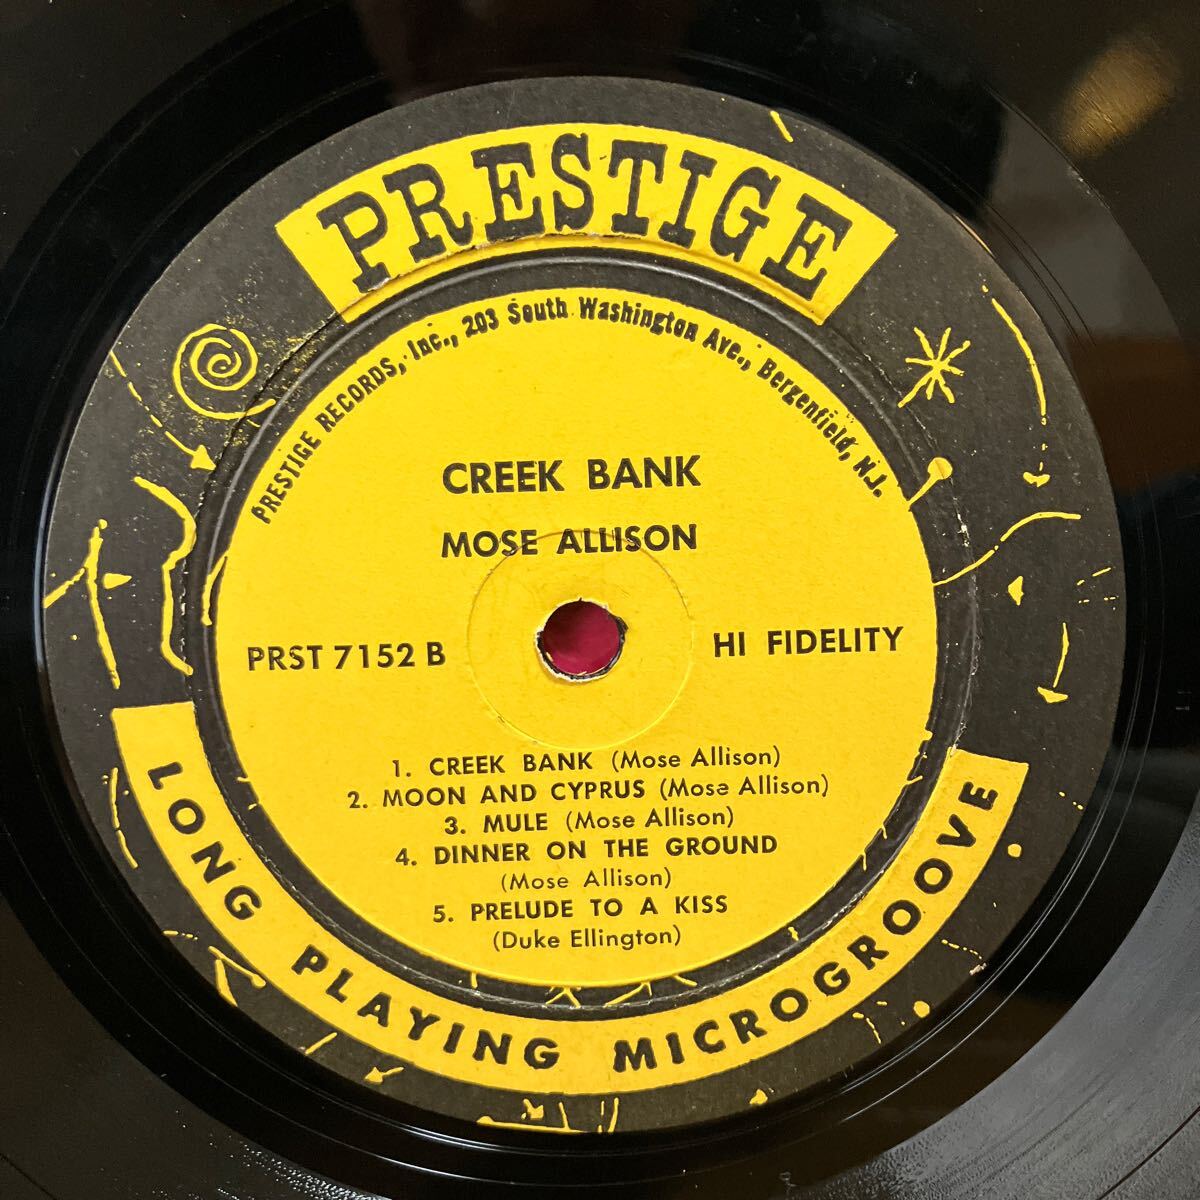 PRESTIGE
PRESTIGE RECORDS, Inc., 203 South Washington Ave., Bergenfield, N.J.
CREEK BANK
MOSE ALLISON
PRST 7152 B
HI FIDELITY
1. CREEK BANK (Mose Allison)
2. MOON AND CYPRUS (Mose Allison)
3. MULE (Mose Allison)
4. DINNER ON THE GROUND
(Mose Allison)
5. PRELUDE TO A KISS
(Duke Ellington)
LONG PLAYING MICROGROOVE